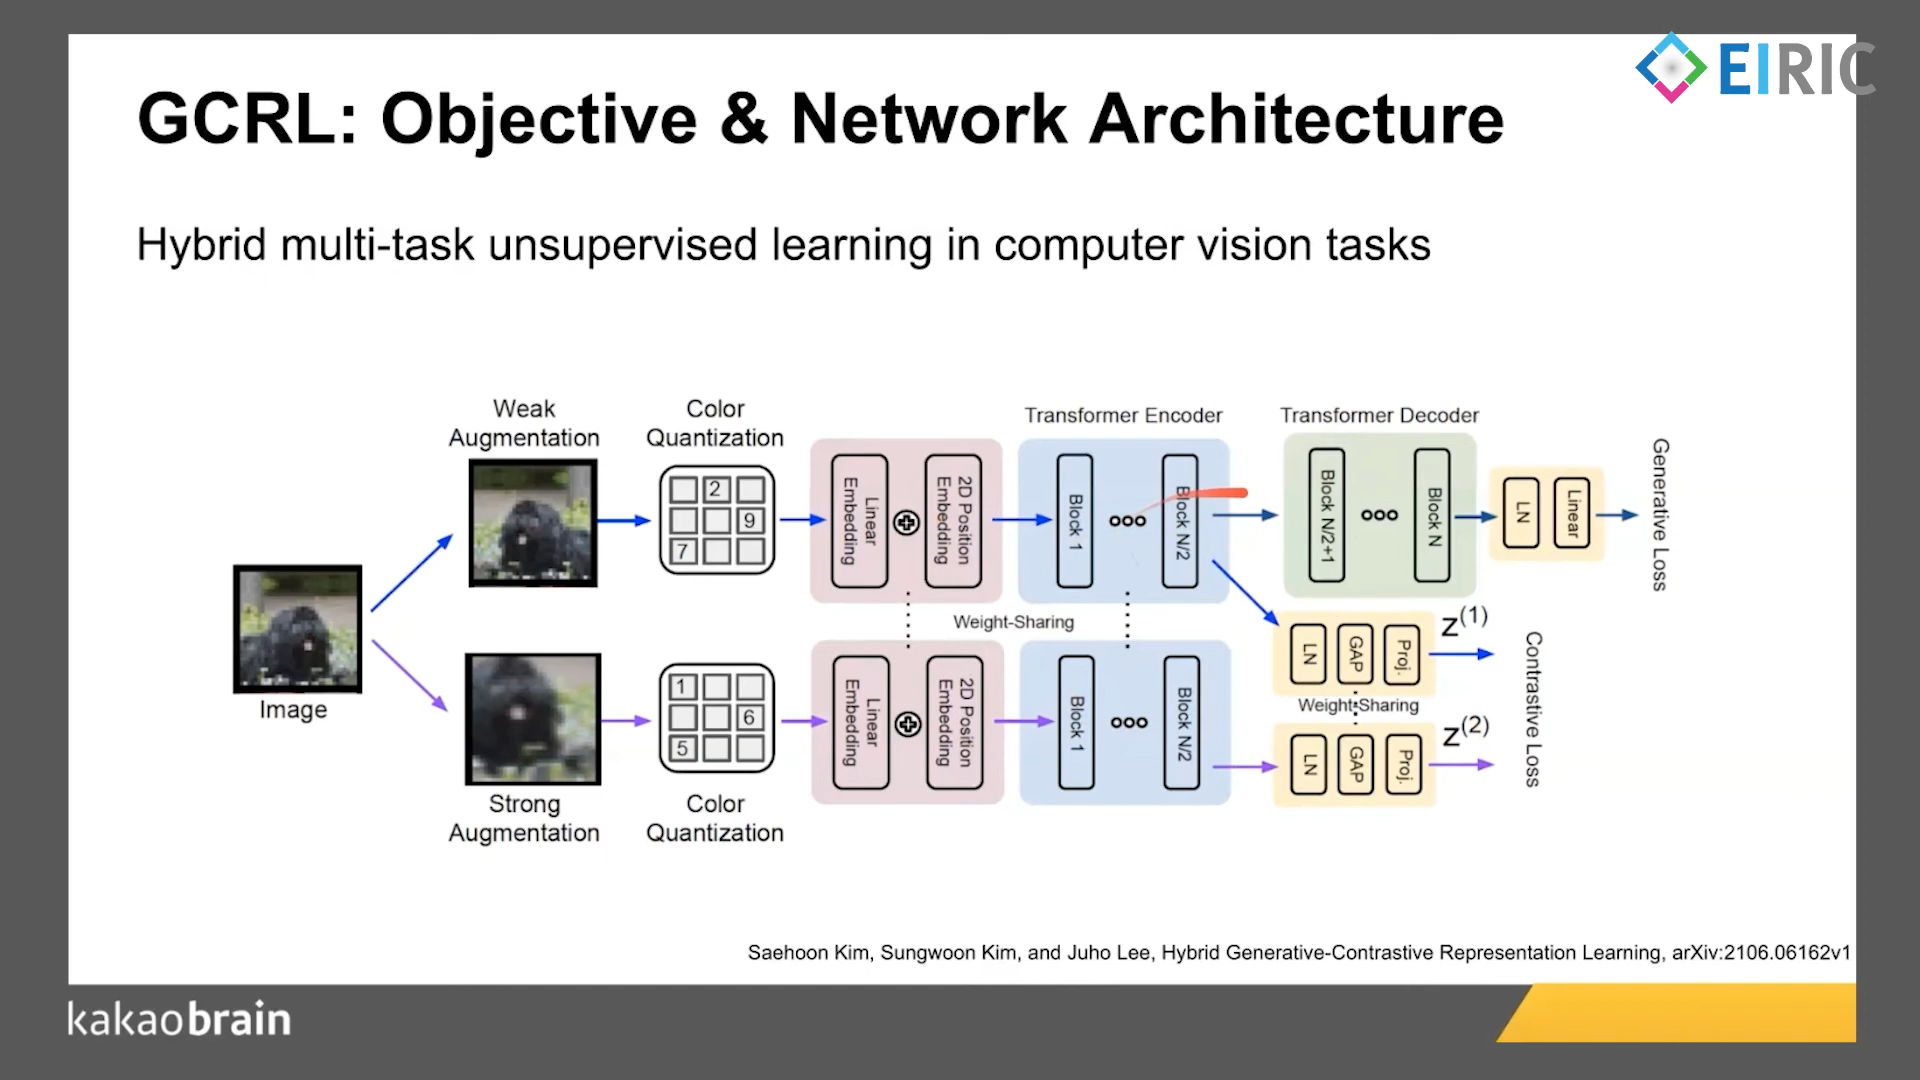 EIRIC
GCRL: Objective & Network Architecture
Hybrid multi-task unsupervised learning in computer vision tasks
Weak
Augmentation
Color
Quantization
Transformer Encoder
Transformer Decoder
2
9
7
Linear
Embedding
2D Position
Embedding
Block 1
Block N/2
Block N/2+1
Block N
LN
Linear
Generative Loss
Image
Weight-Sharing
LN
GAP
Proj.
z(1)
Weight-Sharing
Contrastive Loss
1
6
5
Linear
Embedding
2D Position
Embedding
Block 1
Block N/2
LN
GAP
Proj.
z(2)
Strong
Augmentation
Color
Quantization
Saehoon Kim, Sungwoon Kim, and Juho Lee, Hybrid Generative-Contrastive Representation Learning, arXiv:2106.06162v1
kakaobrain